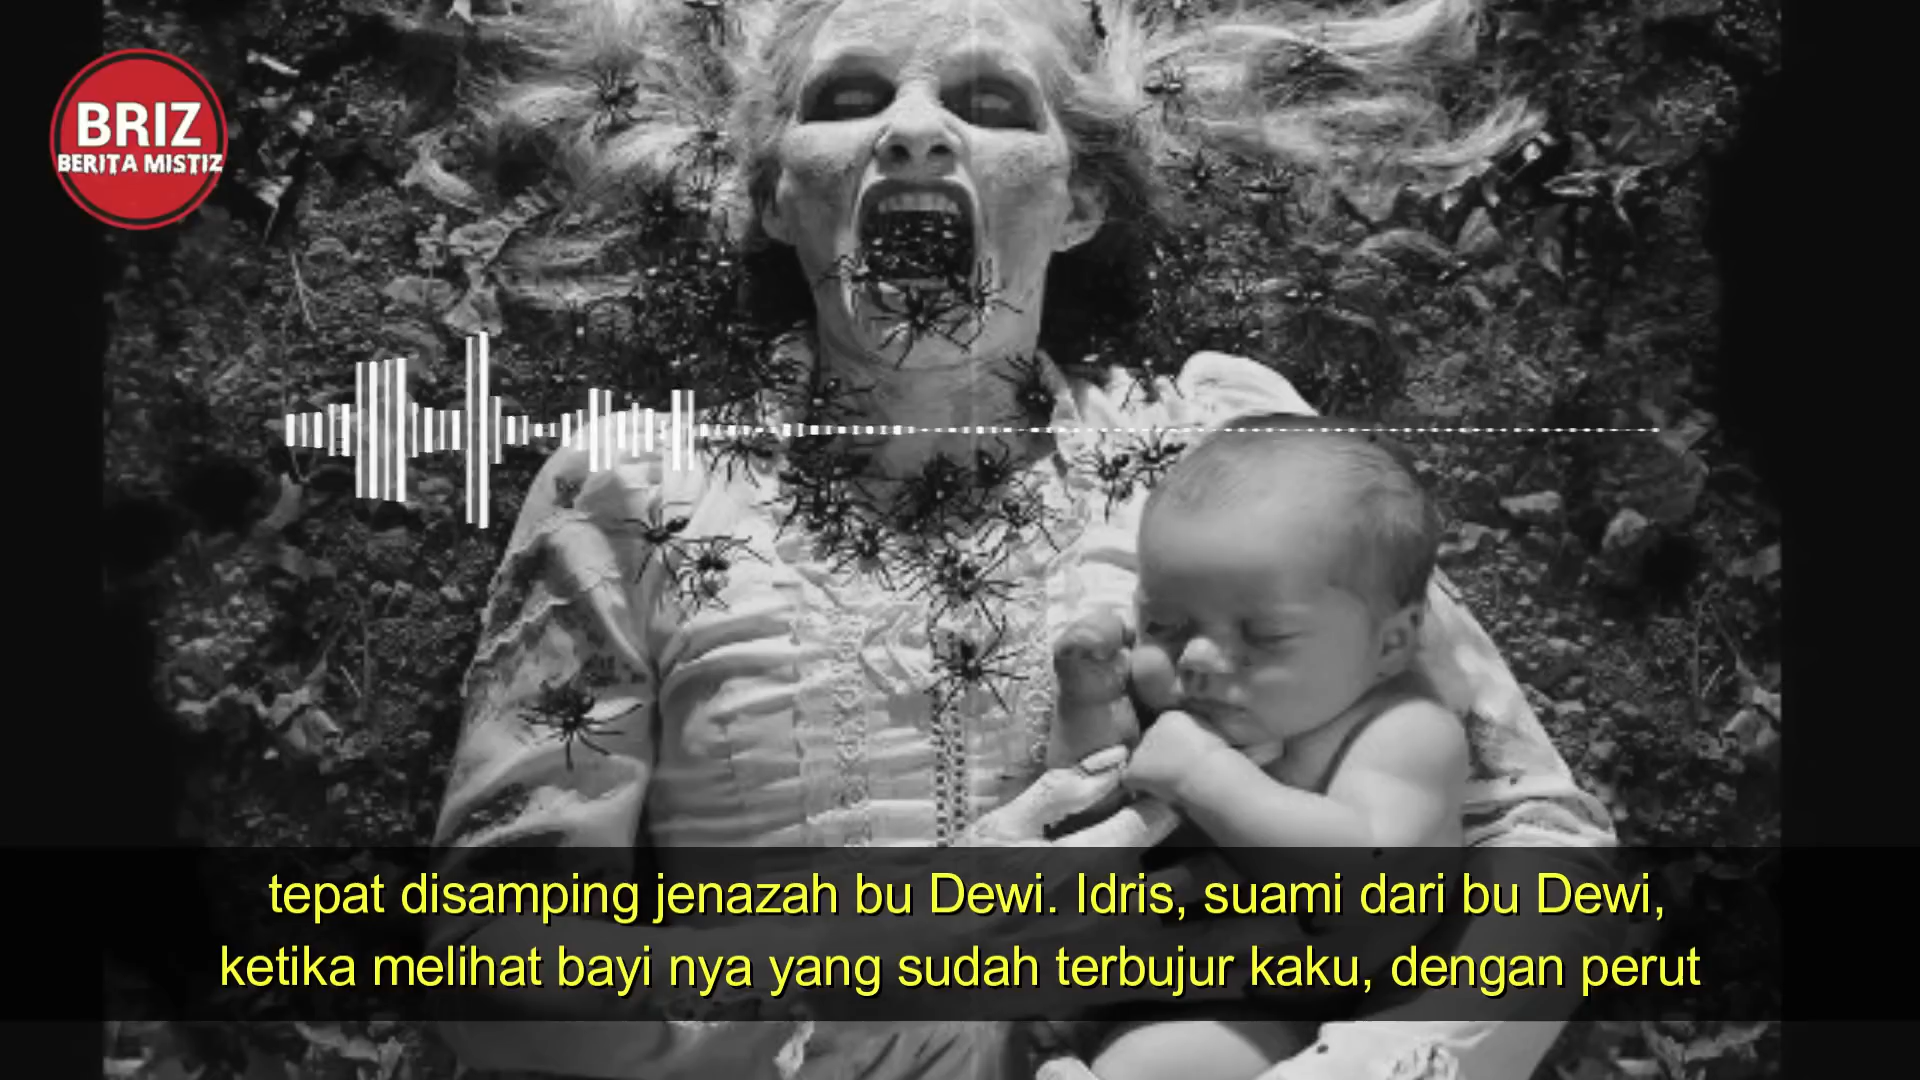 BRIZ
BERITA MISTIZ
tepat disamping jenazah bu Dewi. Idris, suami dari bu Dewi,
ketika melihat bayi nya yang sudah terbujur kaku, dengan perut